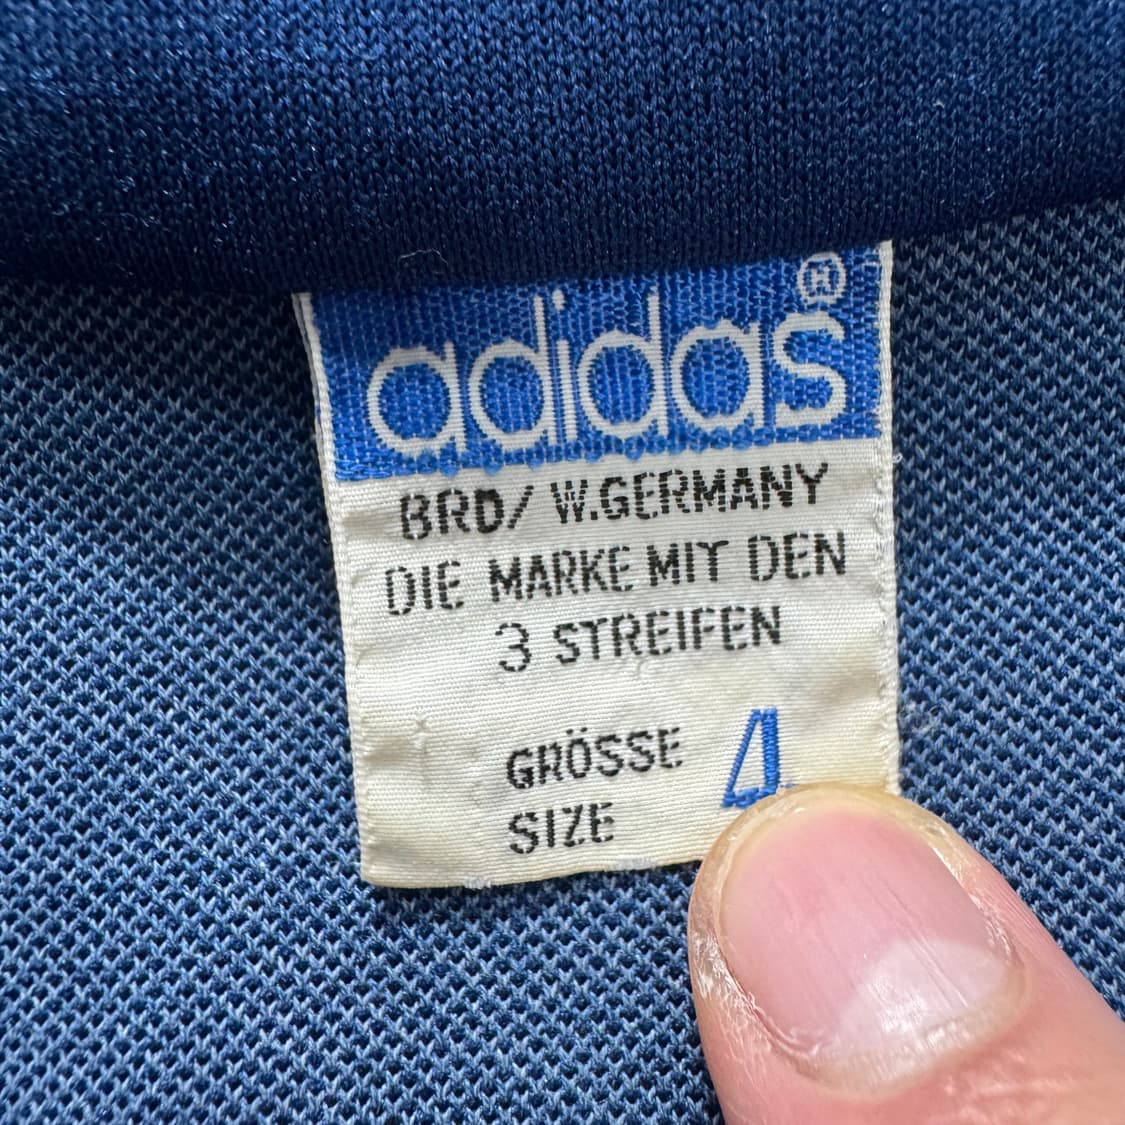 adidas ®
BRD/ W.GERMANY
DIE MARKE MIT DEN
3 STREIFEN
GRÖSSE 4
SIZE